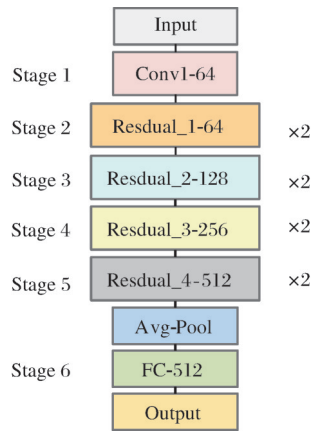 Input
Stage 1 Conv1-64
Stage 2 Resdual_1-64 ×2
Stage 3 Resdual_2-128 ×2
Stage 4 Resdual_3-256 ×2
Stage 5 Resdual_4-512 ×2
Avg-Pool
Stage 6 FC-512
Output